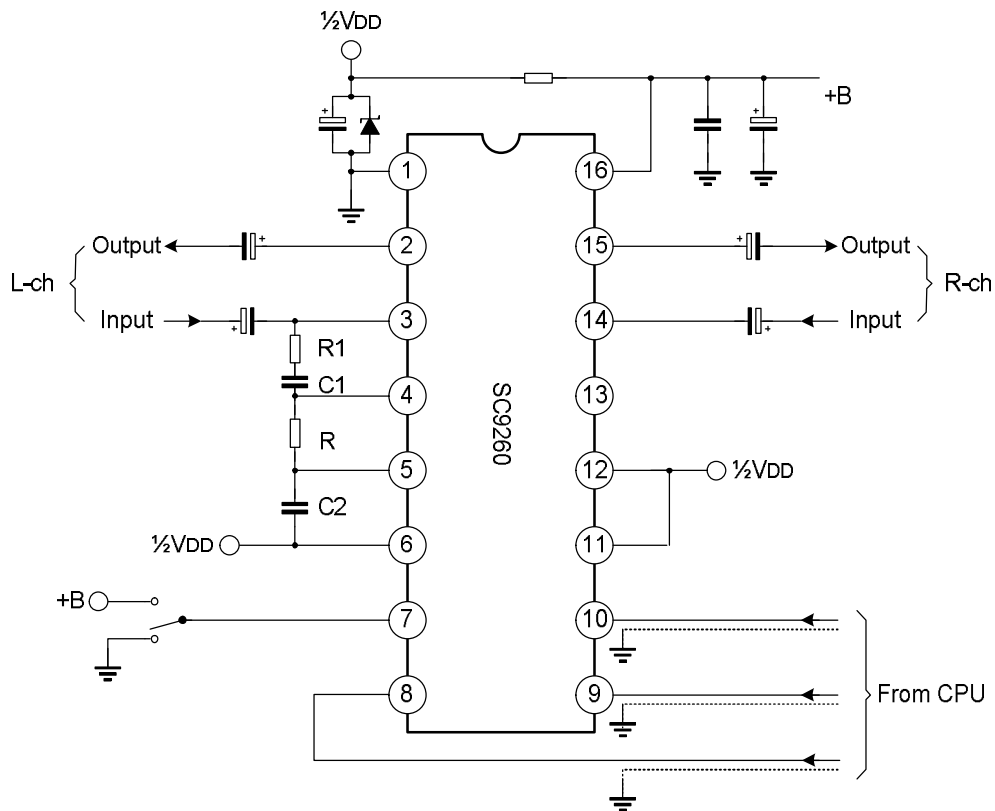 ½VDD
+
+B
+
1
16
Output
+
2
15
+
Output
L-ch
R-ch
Input
+
3
14
+
Input
R1
C1
4
13
SC9260
R
5
12
½VDD
C2
½VDD
6
11
+B
7
10
8
9
From CPU